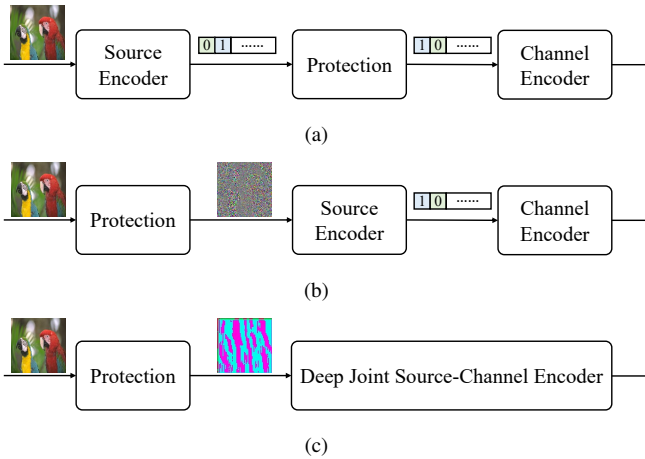 Source
Encoder
0 1 ......
Protection
1 0 ......
Channel
Encoder
(a)
Protection
Source
Encoder
1 0 ......
Channel
Encoder
(b)
Protection
Deep Joint Source-Channel Encoder
(c)